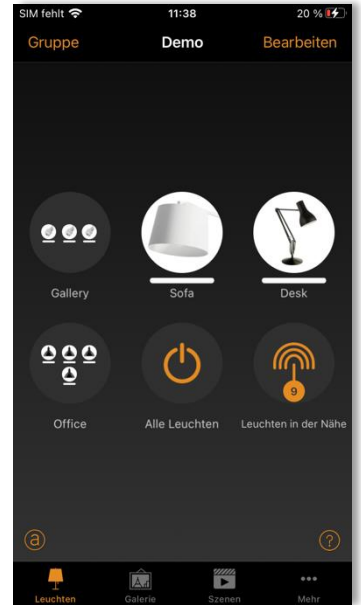 SIM fehlt 11:38 20 %
Gruppe Demo Bearbeiten
Gallery Sofa Desk
9
Office Alle Leuchten Leuchten in der Nähe
a ?
Leuchten Galerie Szenen Mehr